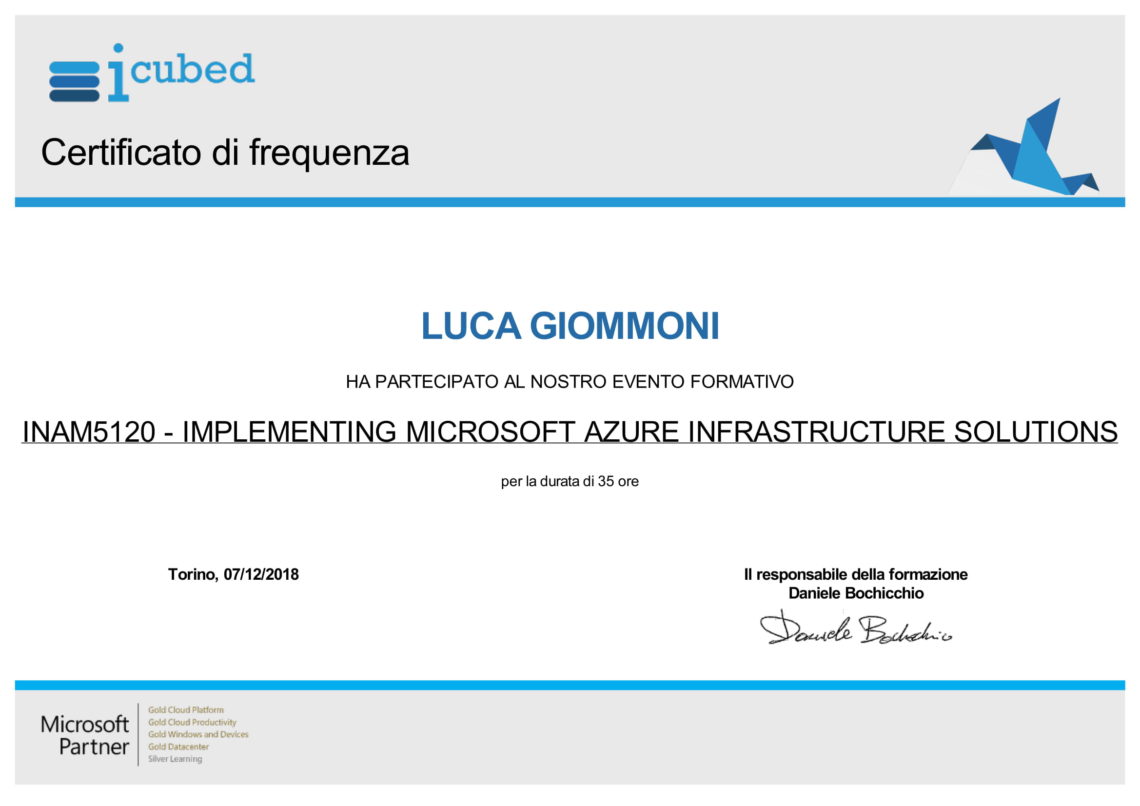 icubed
Certificato di frequenza
LUCA GIOMMONI
HA PARTECIPATO AL NOSTRO EVENTO FORMATIVO
INAM5120 - IMPLEMENTING MICROSOFT AZURE INFRASTRUCTURE SOLUTIONS
per la durata di 35 ore
Torino, 07/12/2018
Il responsabile della formazione
Daniele Bochicchio
Daniele Bochicchio
Microsoft
Partner
Gold Cloud Platform
Gold Cloud Productivity
Gold Windows and Devices
Gold Datacenter
Silver Learning